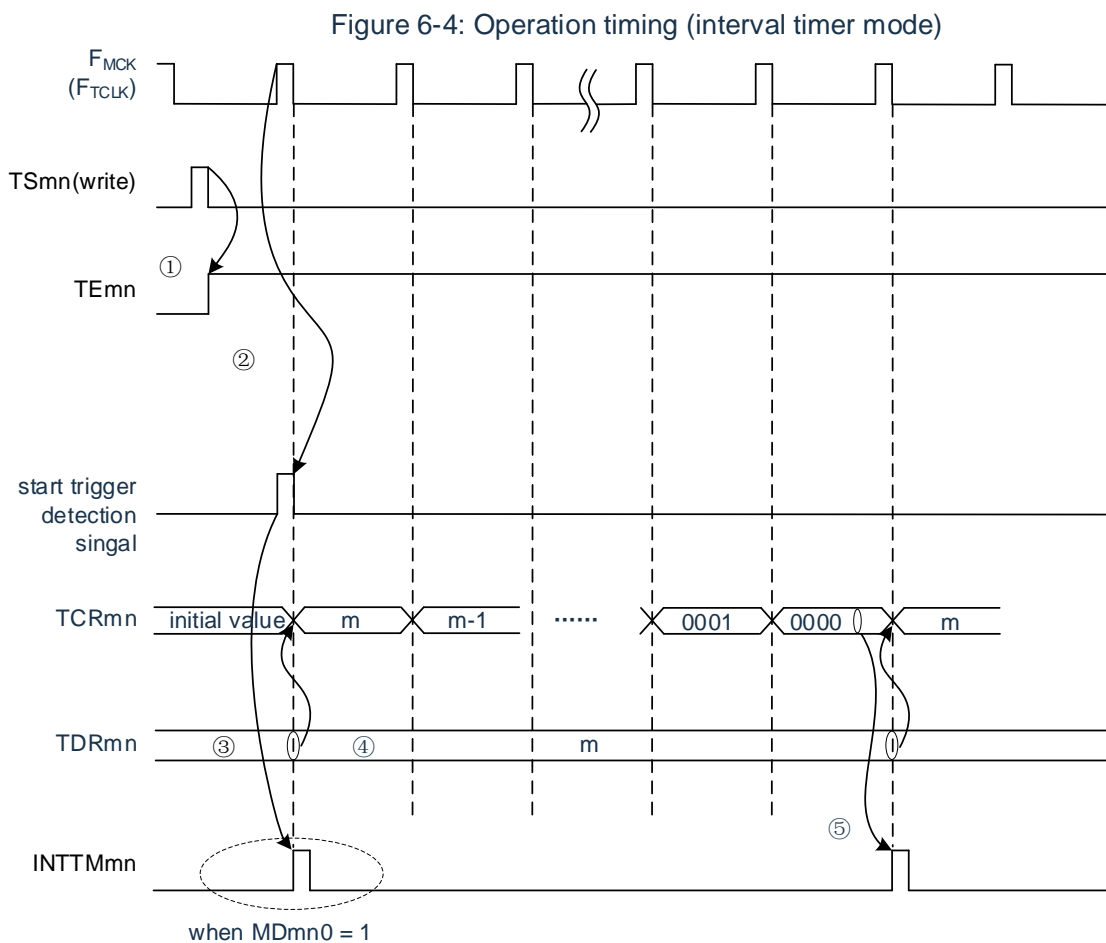 Figure 6-4: Operation timing (interval timer mode)
FMCK
(FTCLK)
TSmn(write)
①
TEmn
②
start trigger
detection
singal
TCRmn
initial value
m
m-1
......
0001
0000
m
TDRmn
③
④
m
⑤
INTTMmn
when MDmn0 = 1